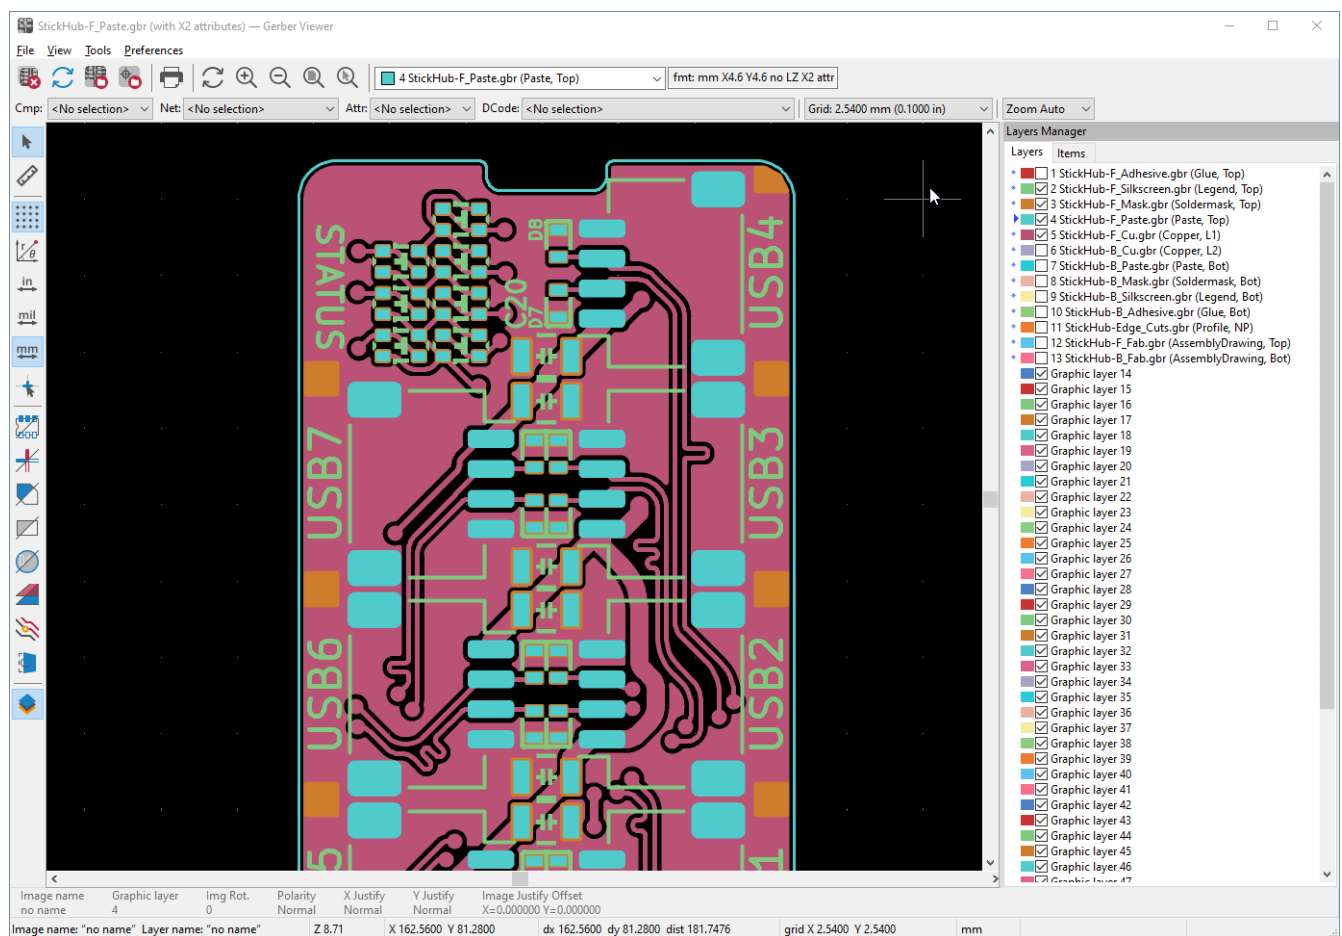 StickHub-F_Paste.gbr (with X2 attributes) — Gerber Viewer
File View Tools Preferences
4 StickHub-F_Paste.gbr (Paste, Top)
fmt: mm X4.6 Y4.6 no LZ X2 attr
Cmp: <No selection> Net: <No selection> Attr: <No selection> DCode: <No selection> Grid: 2.5400 mm (0.1000 in) Zoom Auto
Layers Manager
Layers Items
1 StickHub-F_Adhesive.gbr (Glue, Top)
2 StickHub-F_Silkscreen.gbr (Legend, Top)
3 StickHub-F_Mask.gbr (Soldermask, Top)
4 StickHub-F_Paste.gbr (Paste, Top)
5 StickHub-F_Cu.gbr (Copper, L1)
6 StickHub-B_Cu.gbr (Copper, L2)
7 StickHub-B_Paste.gbr (Paste, Bot)
8 StickHub-B_Mask.gbr (Soldermask, Bot)
9 StickHub-B_Silkscreen.gbr (Legend, Bot)
10 StickHub-B_Adhesive.gbr (Glue, Bot)
11 StickHub-Edge_Cuts.gbr (Profile, NP)
12 StickHub-F_Fab.gbr (AssemblyDrawing, Top)
13 StickHub-B_Fab.gbr (AssemblyDrawing, Bot)
Graphic layer 14
Graphic layer 15
Graphic layer 16
Graphic layer 17
Graphic layer 18
Graphic layer 19
Graphic layer 20
Graphic layer 21
Graphic layer 22
Graphic layer 23
Graphic layer 24
Graphic layer 25
Graphic layer 26
Graphic layer 27
Graphic layer 28
Graphic layer 29
Graphic layer 30
Graphic layer 31
Graphic layer 32
Graphic layer 33
Graphic layer 34
Graphic layer 35
Graphic layer 36
Graphic layer 37
Graphic layer 38
Graphic layer 39
Graphic layer 40
Graphic layer 41
Graphic layer 42
Graphic layer 43
Graphic layer 44
Graphic layer 45
Graphic layer 46
Graphic layer 47
in
mil
mm
STATUS
D8
C20
D7
USB4
USB7
USB3
USB6
USB2
5
1
Image name Graphic layer Img Rot. Polarity X Justify Y Justify Image Justify Offset
no name 4 0 Normal Normal Normal X=0.000000 Y=0.000000
Image name: "no name" Layer name: "no name" Z 8.71 X 162.5600 Y 81.2800 dx 162.5600 dy 81.2800 dist 181.7476 grid X 2.5400 Y 2.5400 mm